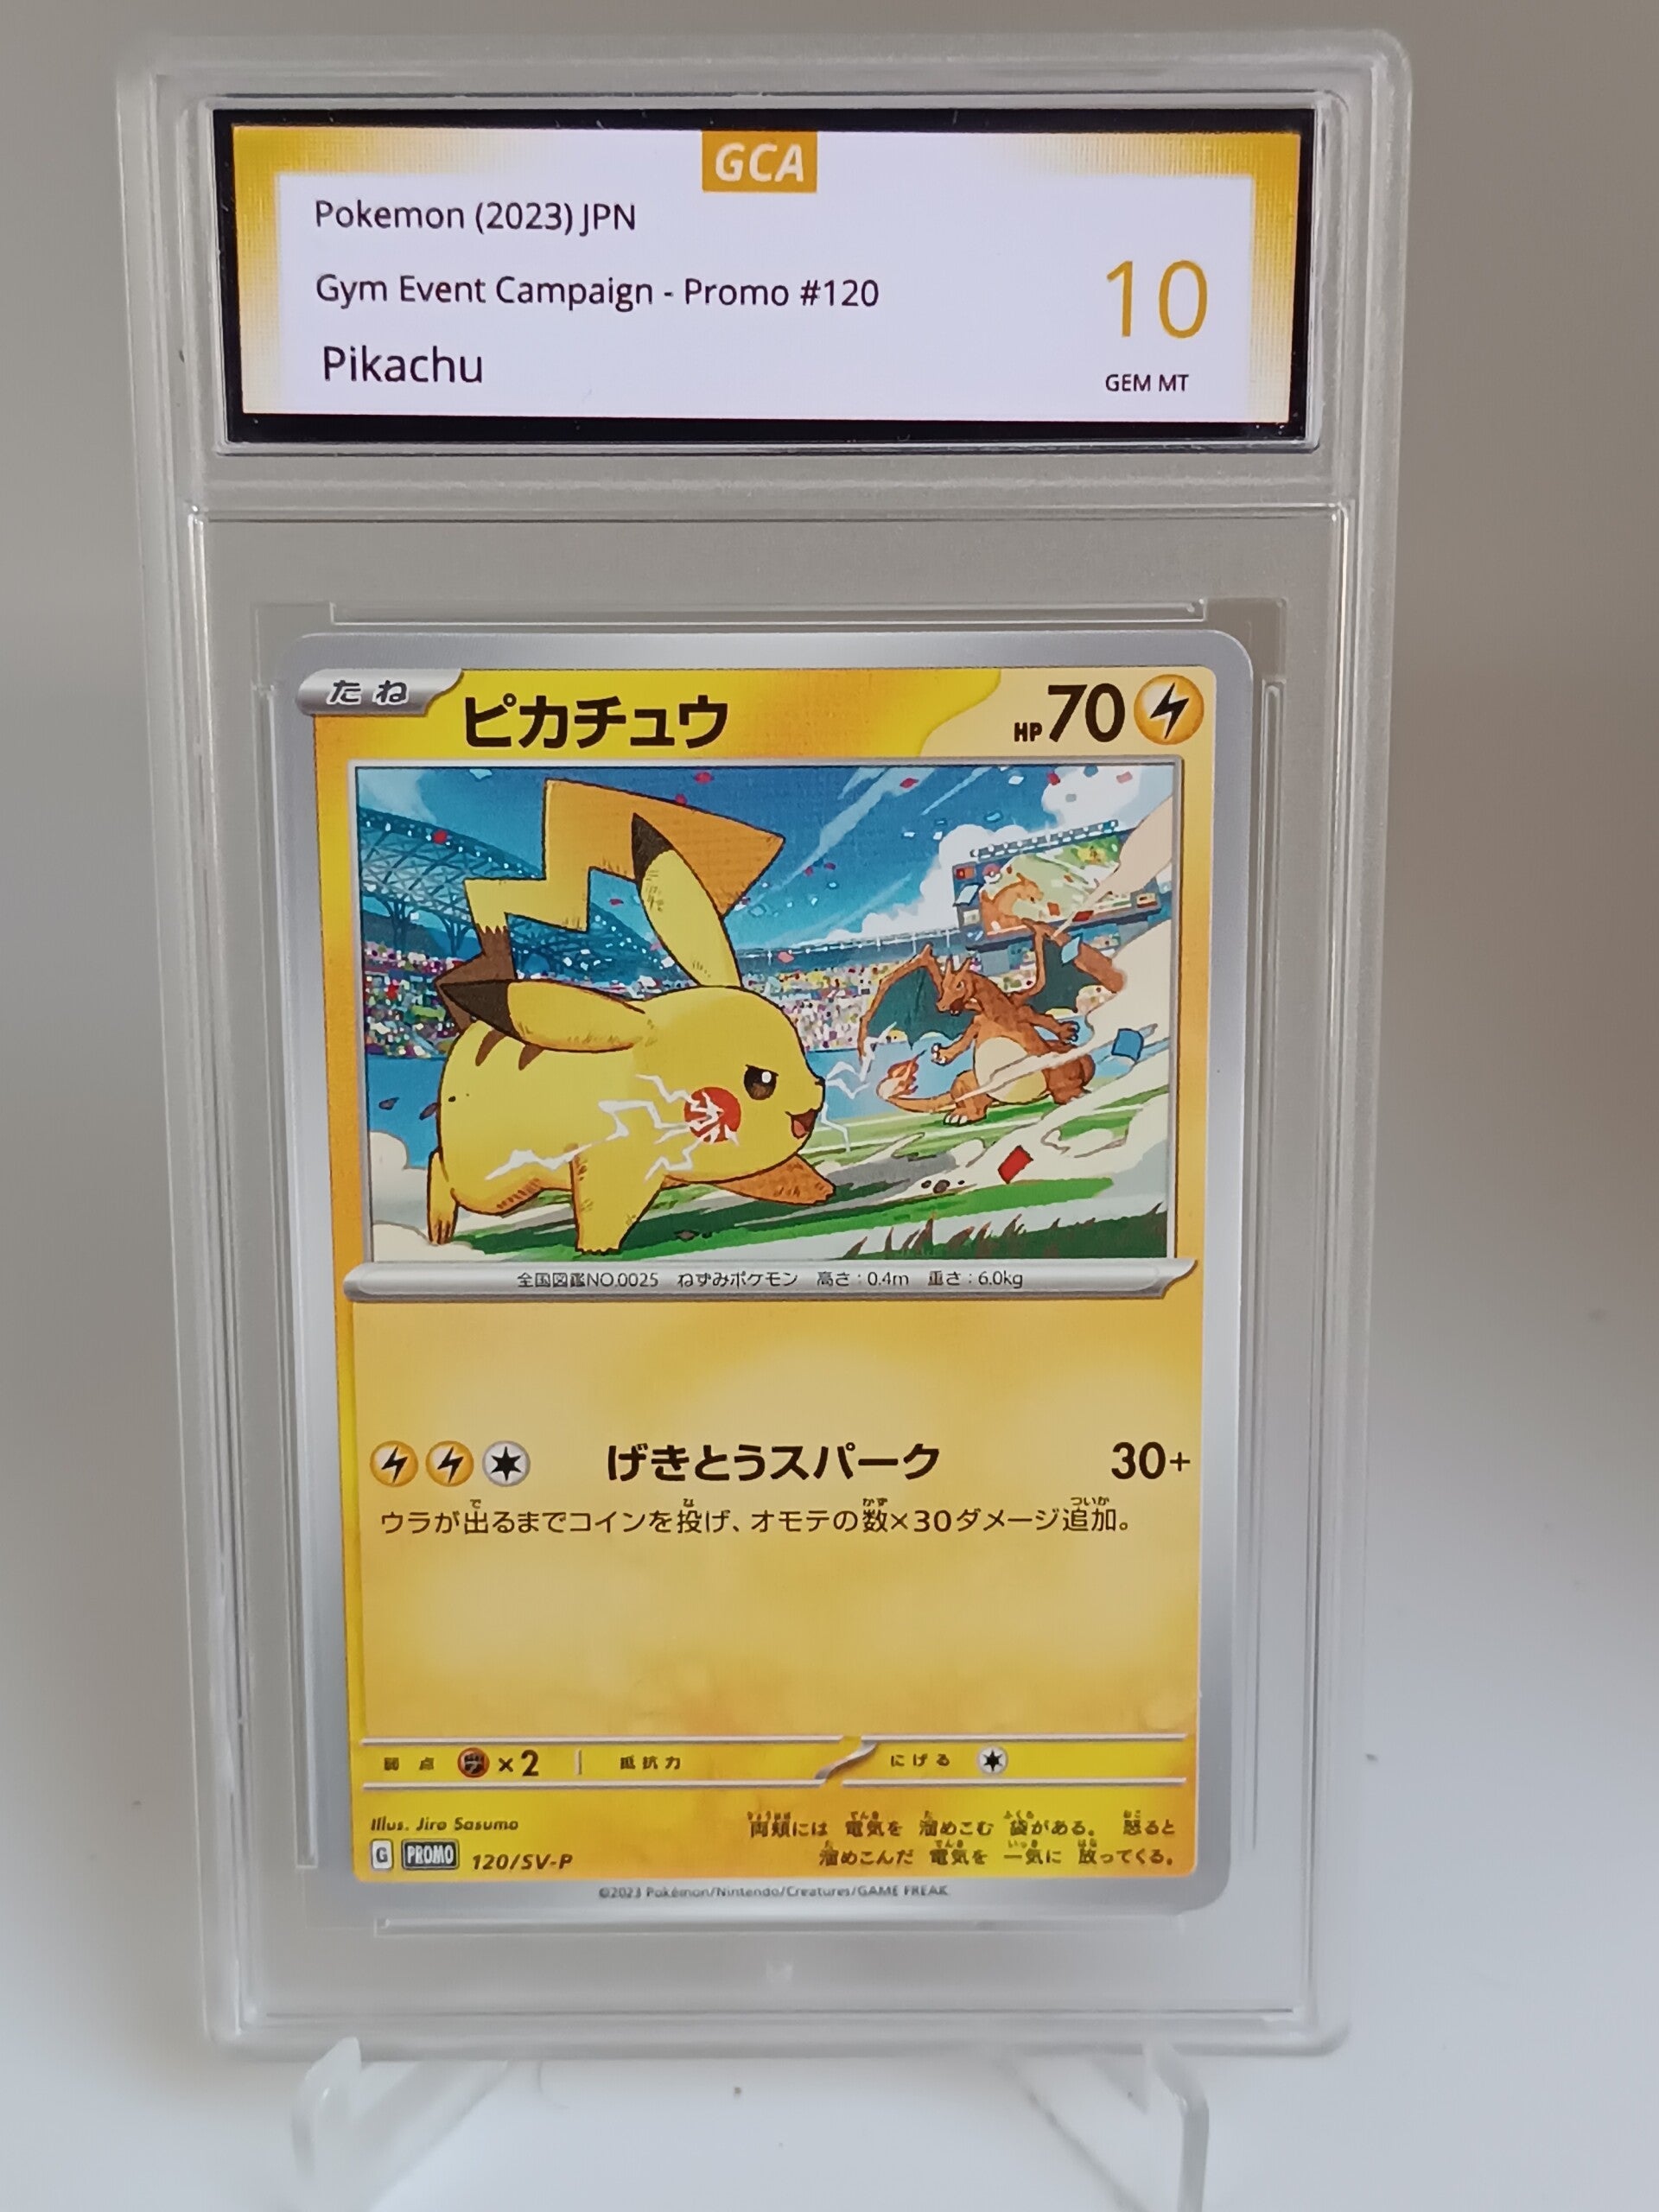 GCA
Pokemon (2023) JPN
Gym Event Campaign - Promo #120
Pikachu
10
GEM MT
たね
ピカチュウ
HP70
全国図鑑NO.0025 ねずみポケモン 高さ:0.4m 重さ:6.0kg
げきとうスパーク 30+
ウラが出るまでコインを投げ、オモテの数×30ダメージ追加。
弱点 ×2 抵抗力 にげる
Illus. Jiro Sasumo
両頬には 電気を 溜めこむ 袋がある。 怒ると
溜めこんだ 電気を 一気に 放ってくる。
G PROMO 120/SV-P
©2023 Pokémon/Nintendo/Creatures/GAME FREAK